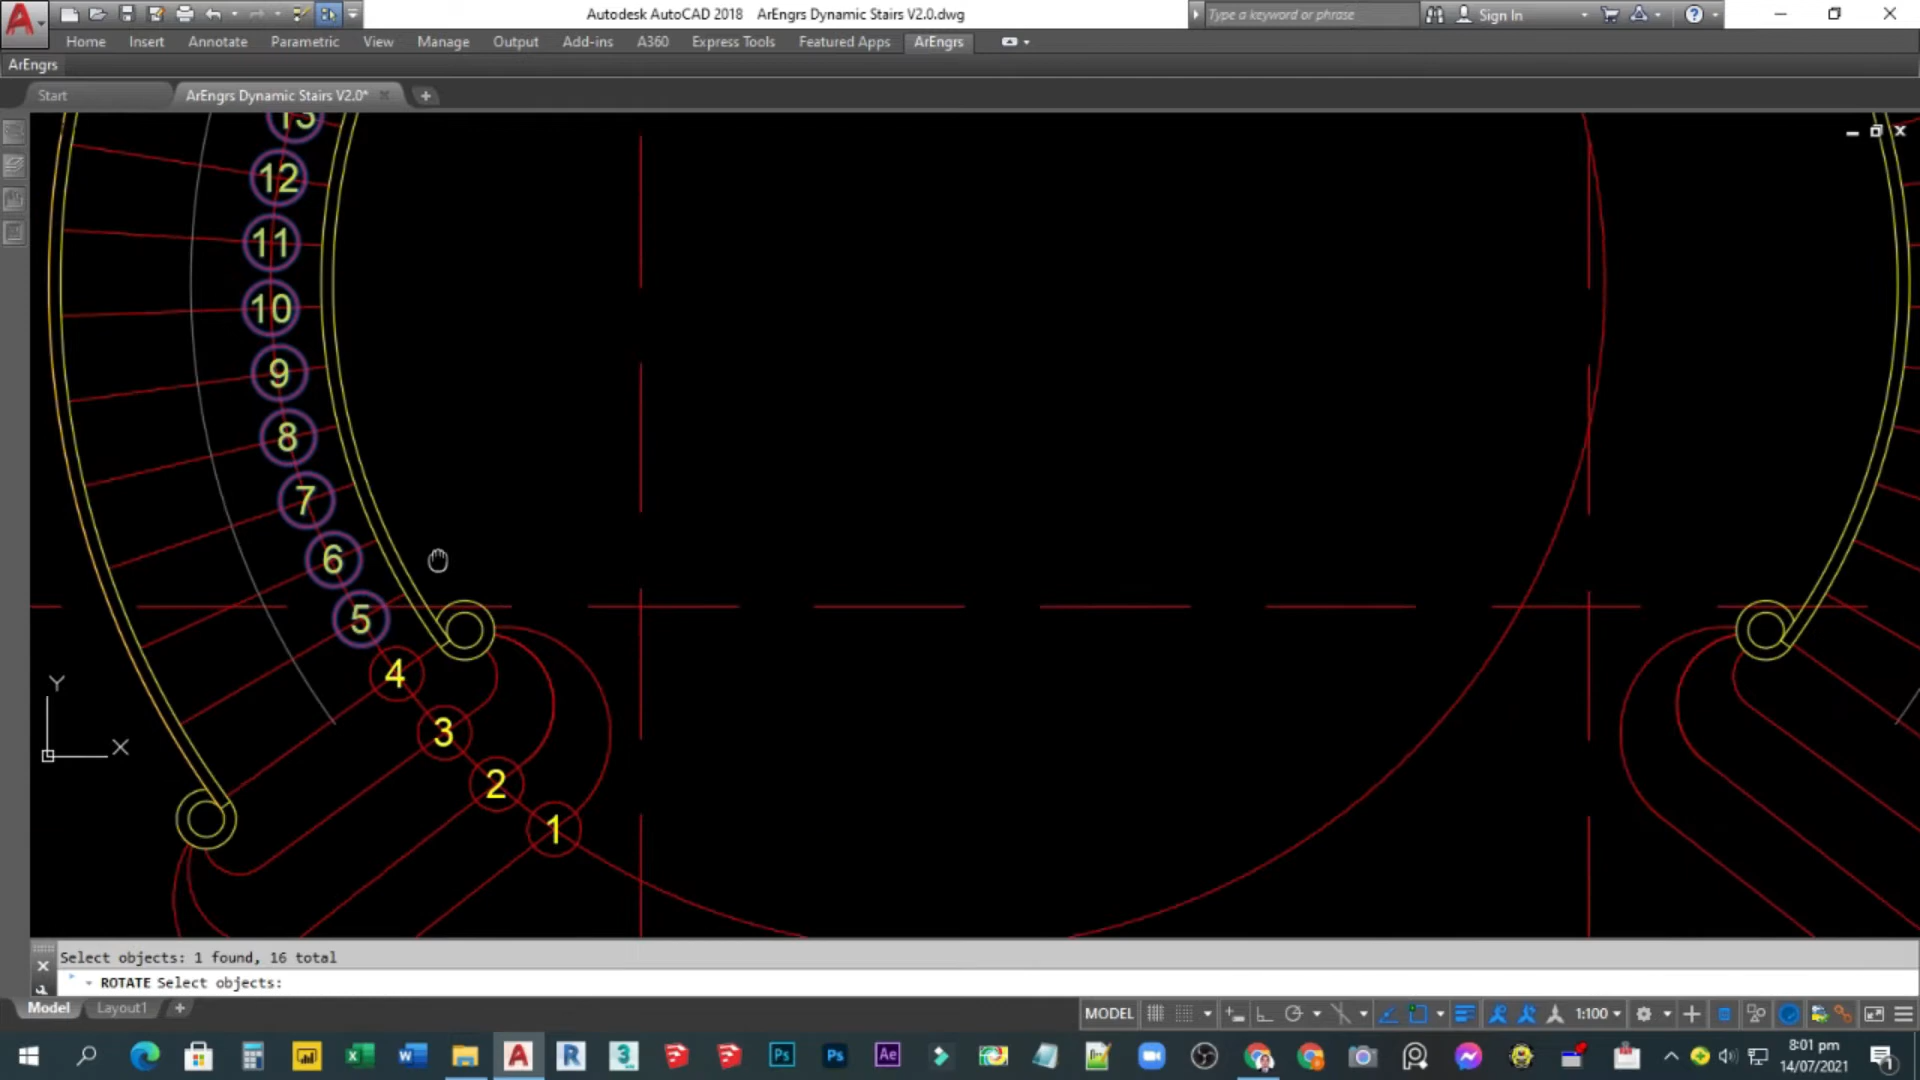 Autodesk AutoCAD 2018 ArEngrs Dynamic Stairs V2.0.dwg
Type a keyword or phrase
Sign In
Home Insert Annotate Parametric View Manage Output Add-ins A360 Express Tools Featured Apps ArEngrs
ArEngrs
Start ArEngrs Dynamic Stairs V2.0*
13
12
11
10
9
8
7
6
5
4
3
2
1
Y
X
Select objects: 1 found, 16 total
ROTATE Select objects:
Model Layout1
MODEL 1:100
8:01 pm
14/07/2021